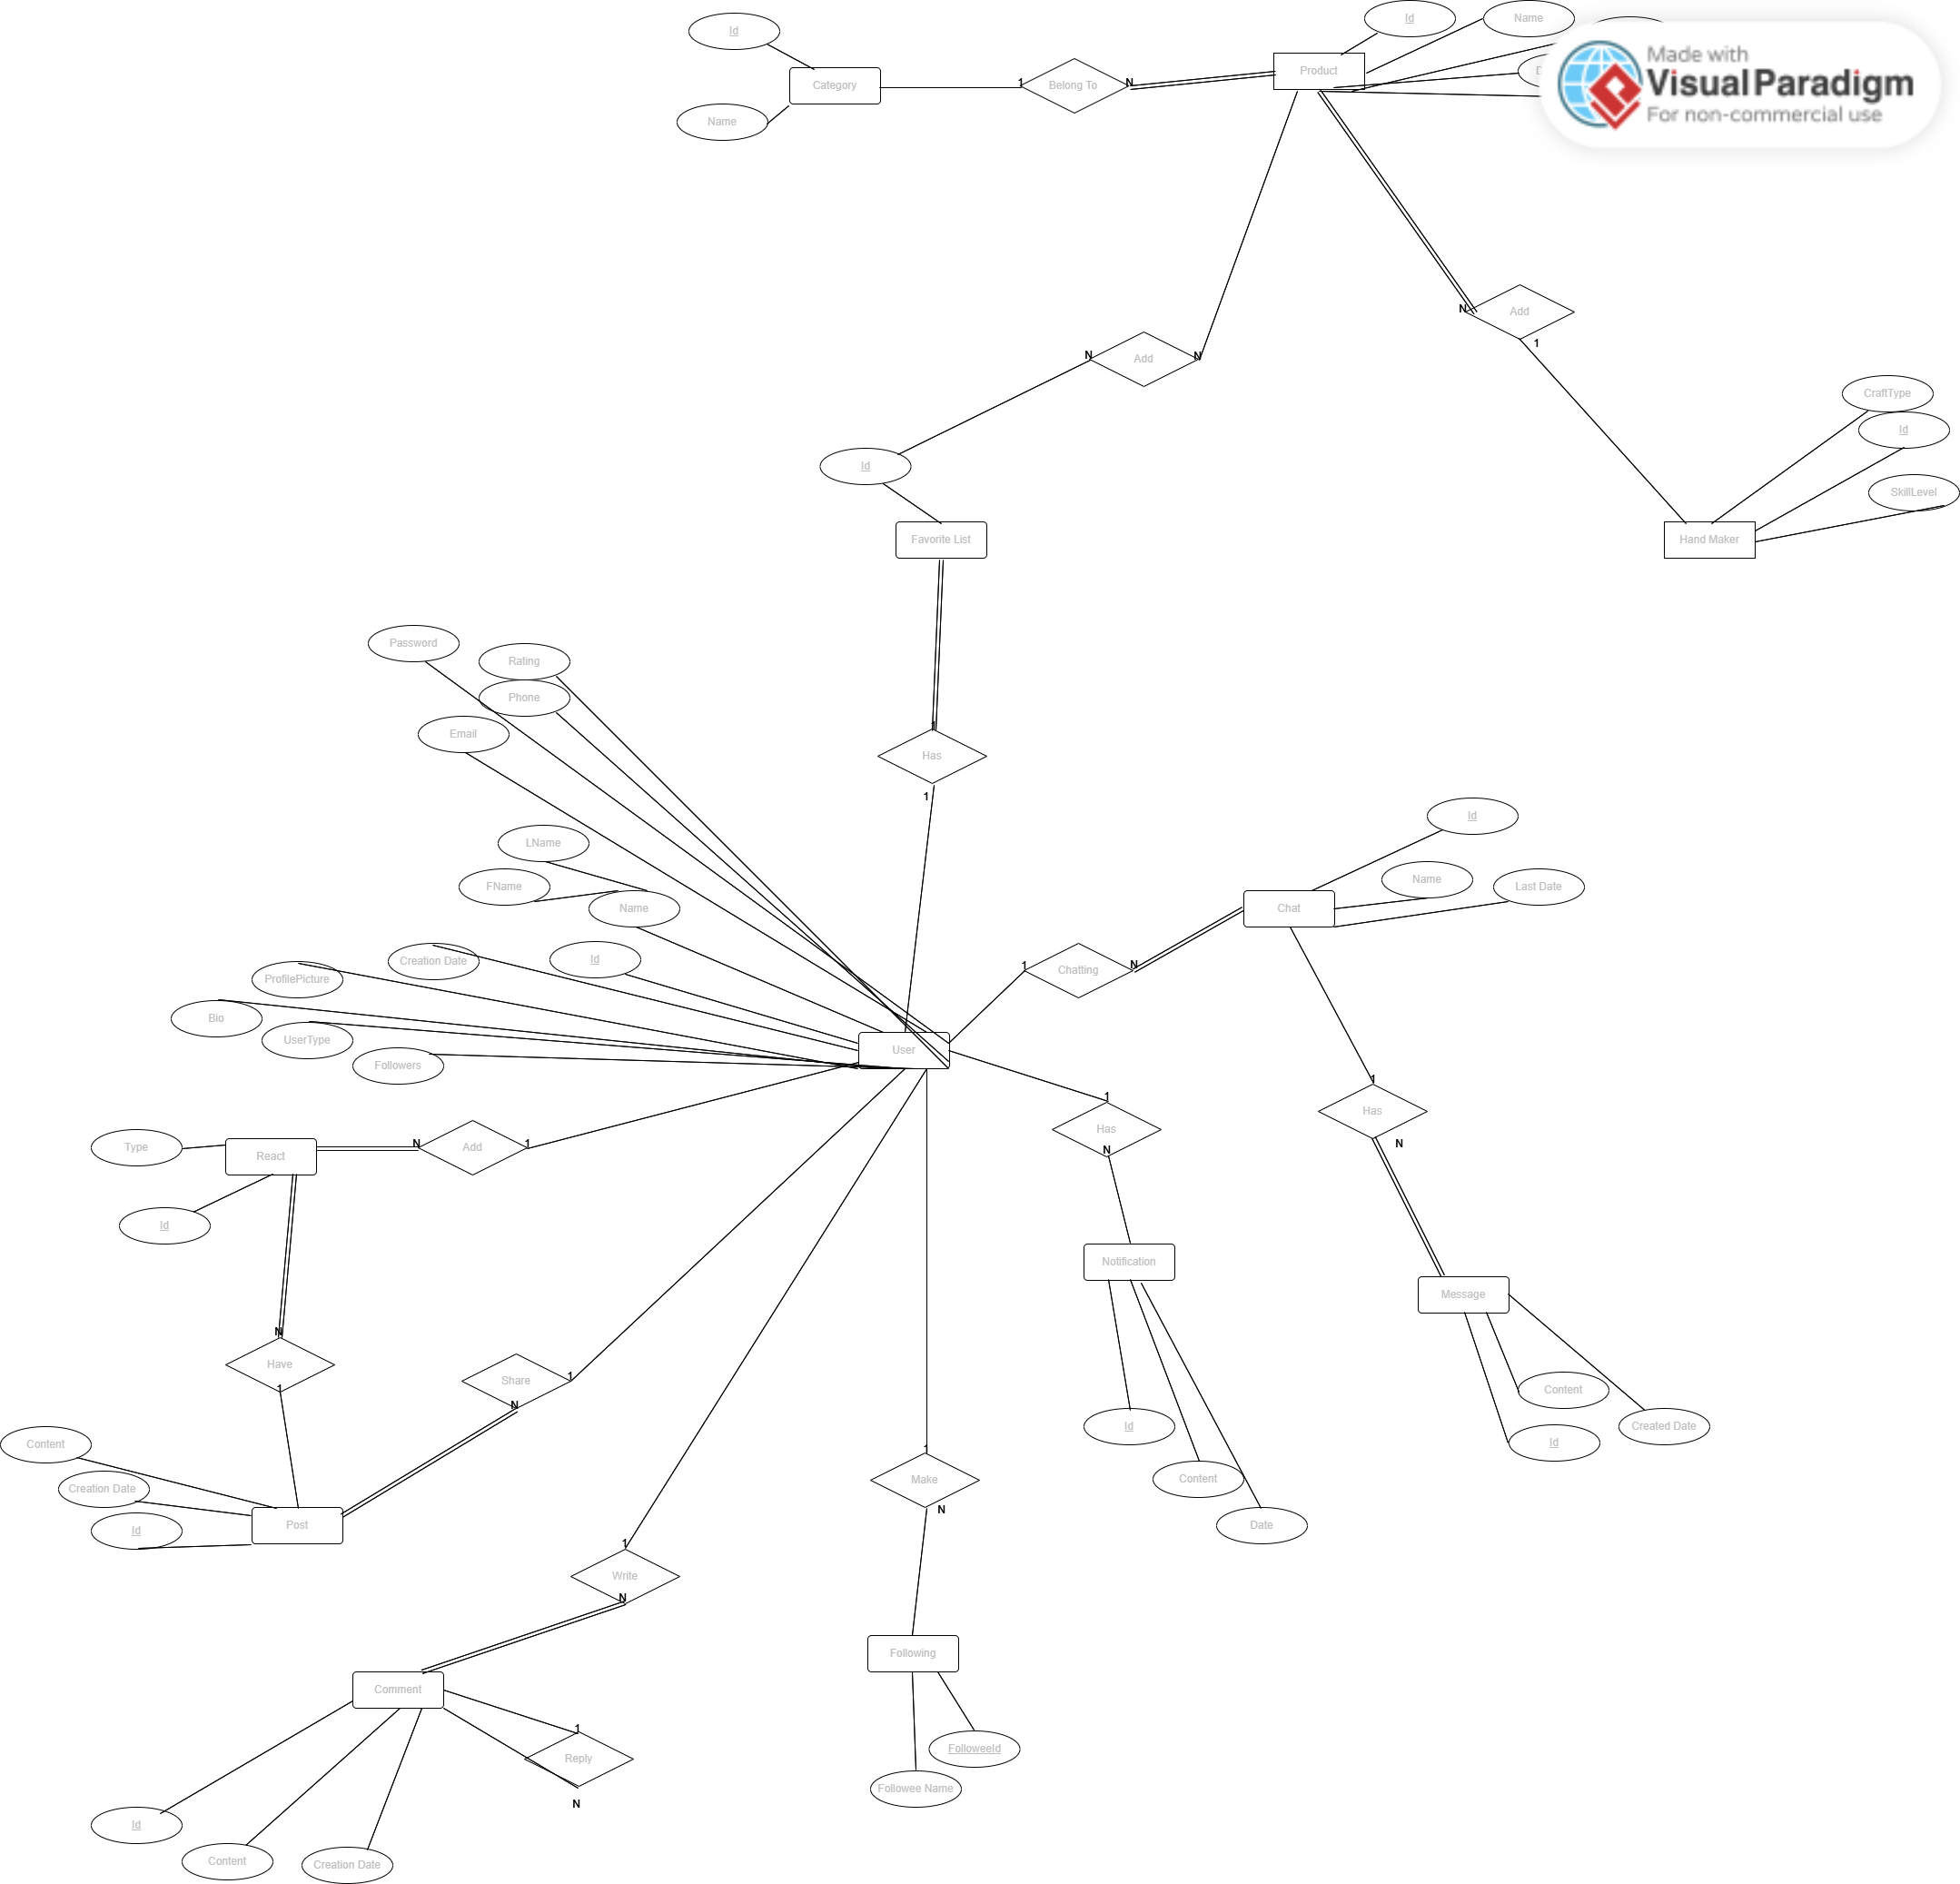 Id
Name
Id
Category
1
Belong To
N
Product
Made with
Visual Paradigm
For non-commercial use
Name
N
Add
1
N
Add
N
CraftType
Id
SkillLevel
Id
Favorite List
Hand Maker
Password
Rating
Phone
Email
1
Has
1
LName
FName
Name
Id
Name
Last Date
Chat
Creation Date
Id
ProfilePicture
1
Chatting
N
Bio
UserType
Followers
User
Type
React
N
Add
1
1
Has
N
1
Has
N
Id
Notification
Message
N
Have
1
Share
1
N
Content
Created Date
Id
Id
Content
Date
Content
Creation Date
Id
Post
1
Make
N
1
Write
N
Following
Comment
1
Reply
N
FolloweeId
Followee Name
Id
Content
Creation Date